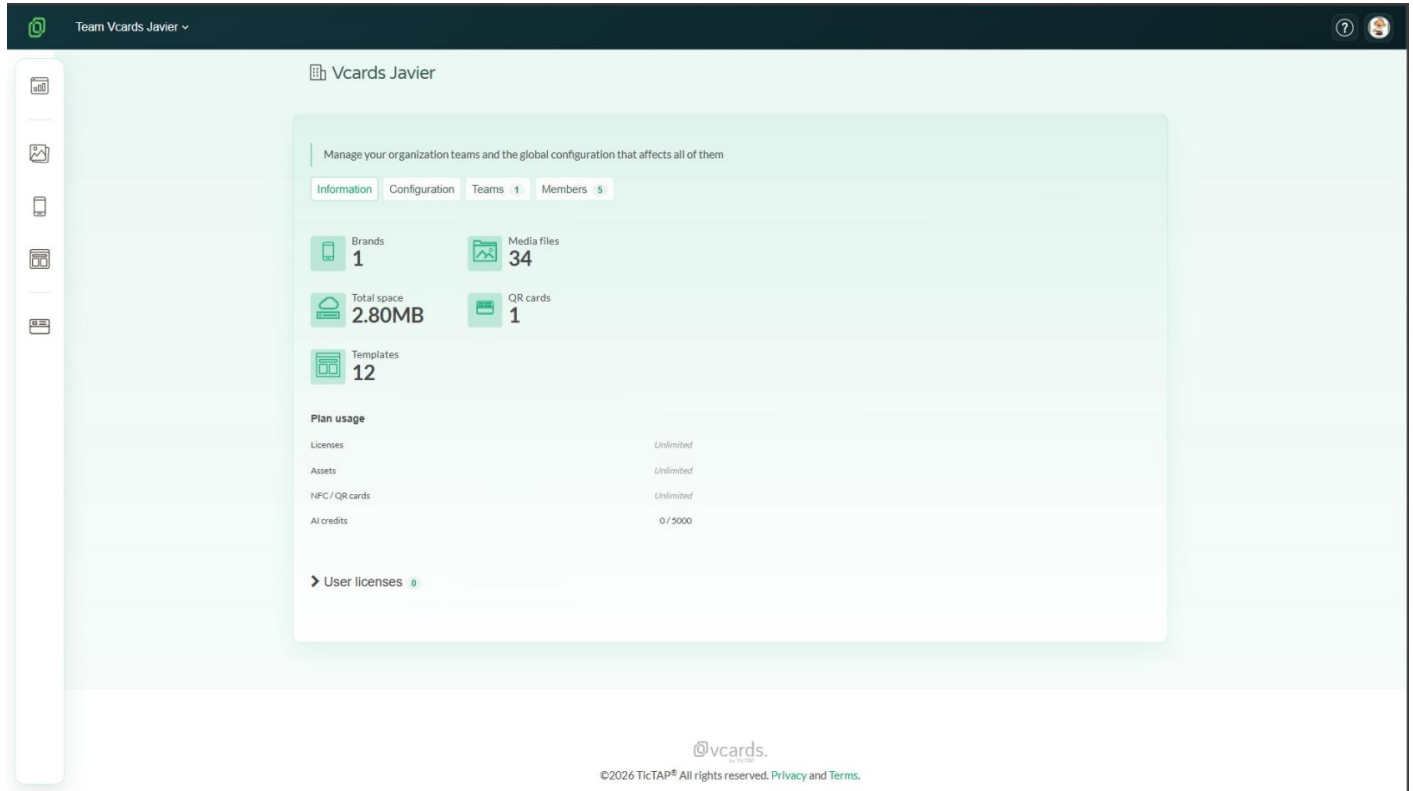 Team Vcards Javier
Vcards Javier
Manage your organization teams and the global configuration that affects all of them
Information Configuration Teams 1 Members 5
Brands
1
Media files
34
Total space
2.80MB
QR cards
1
Templates
12
Plan usage
Licenses Unlimited
Assets Unlimited
NFC / QR cards Unlimited
AI credits 0 / 5000
User licenses 0
vcards.
by TicTAP
©2026 TicTAP® All rights reserved. Privacy and Terms.